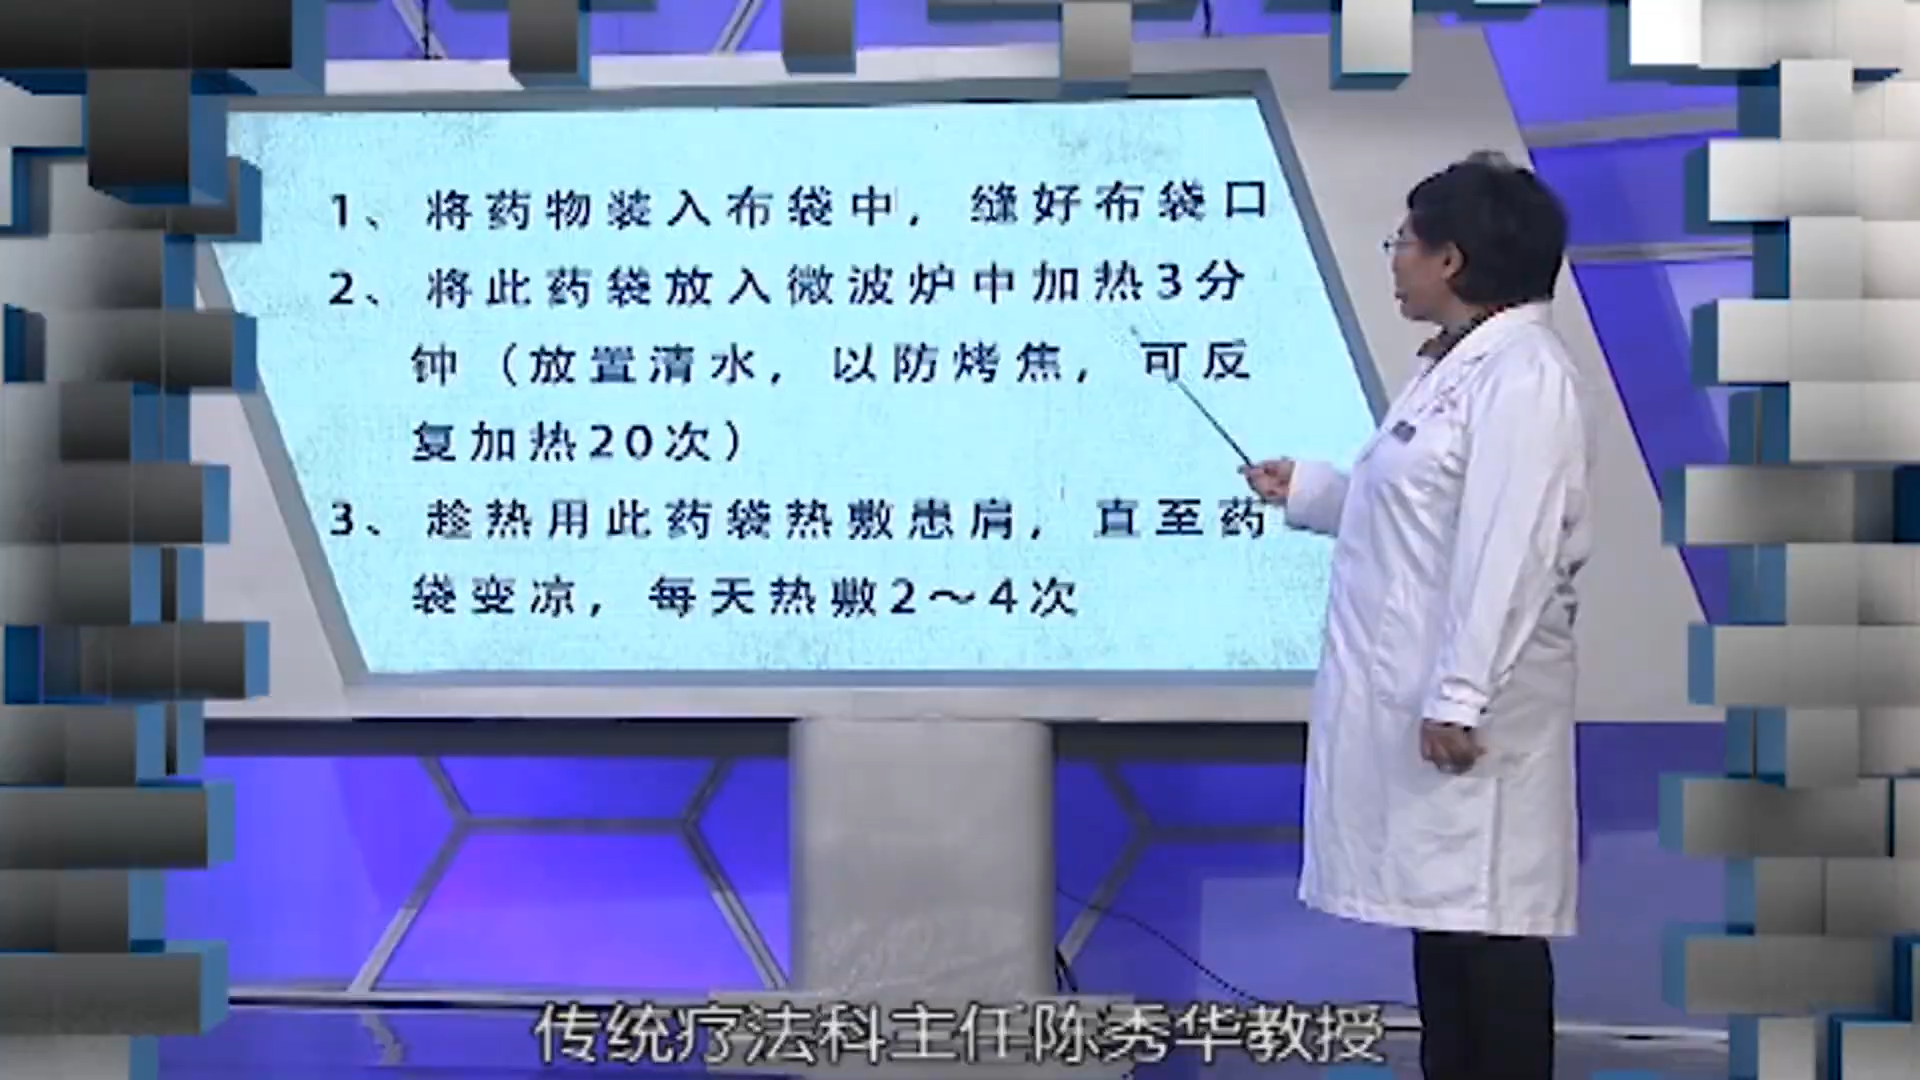 1、将药物装入布袋中，缝好布袋口
2、将此药袋放入微波炉中加热3分
钟（放置清水，以防烤焦，可反
复加热20次）
3、趁热用此药袋热敷患肩，直至药
袋变凉，每天热敷2～4次
传统疗法科主任陈秀华教授